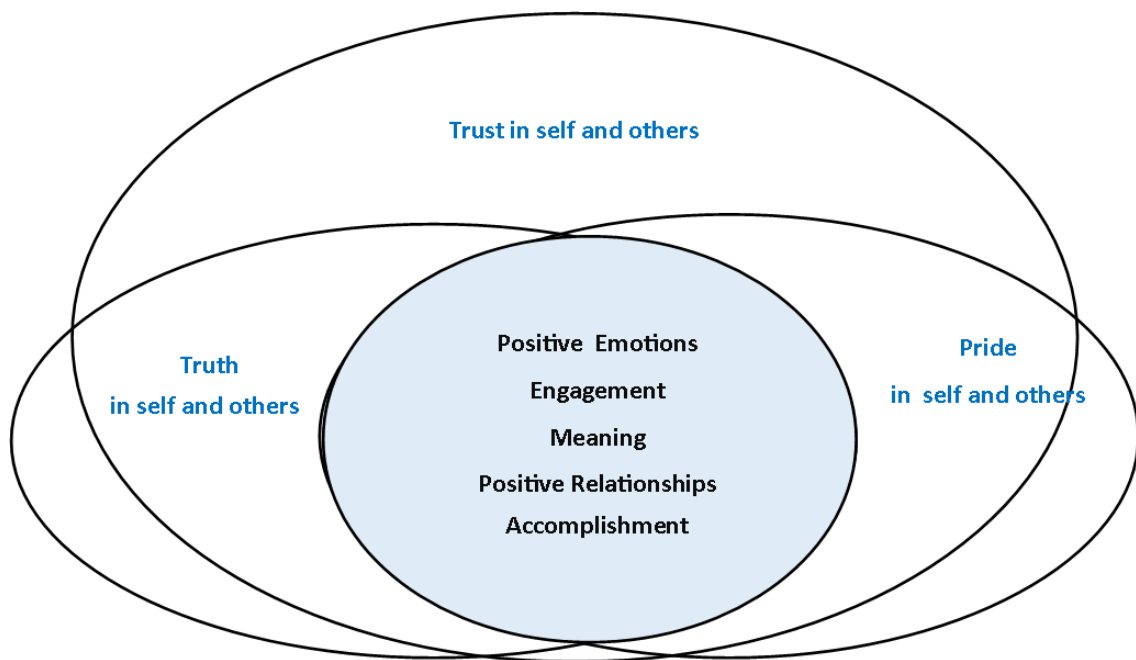 Trust in self and others
Truth
in self and others
Positive Emotions
Engagement
Meaning
Positive Relationships
Accomplishment
Pride
in self and others